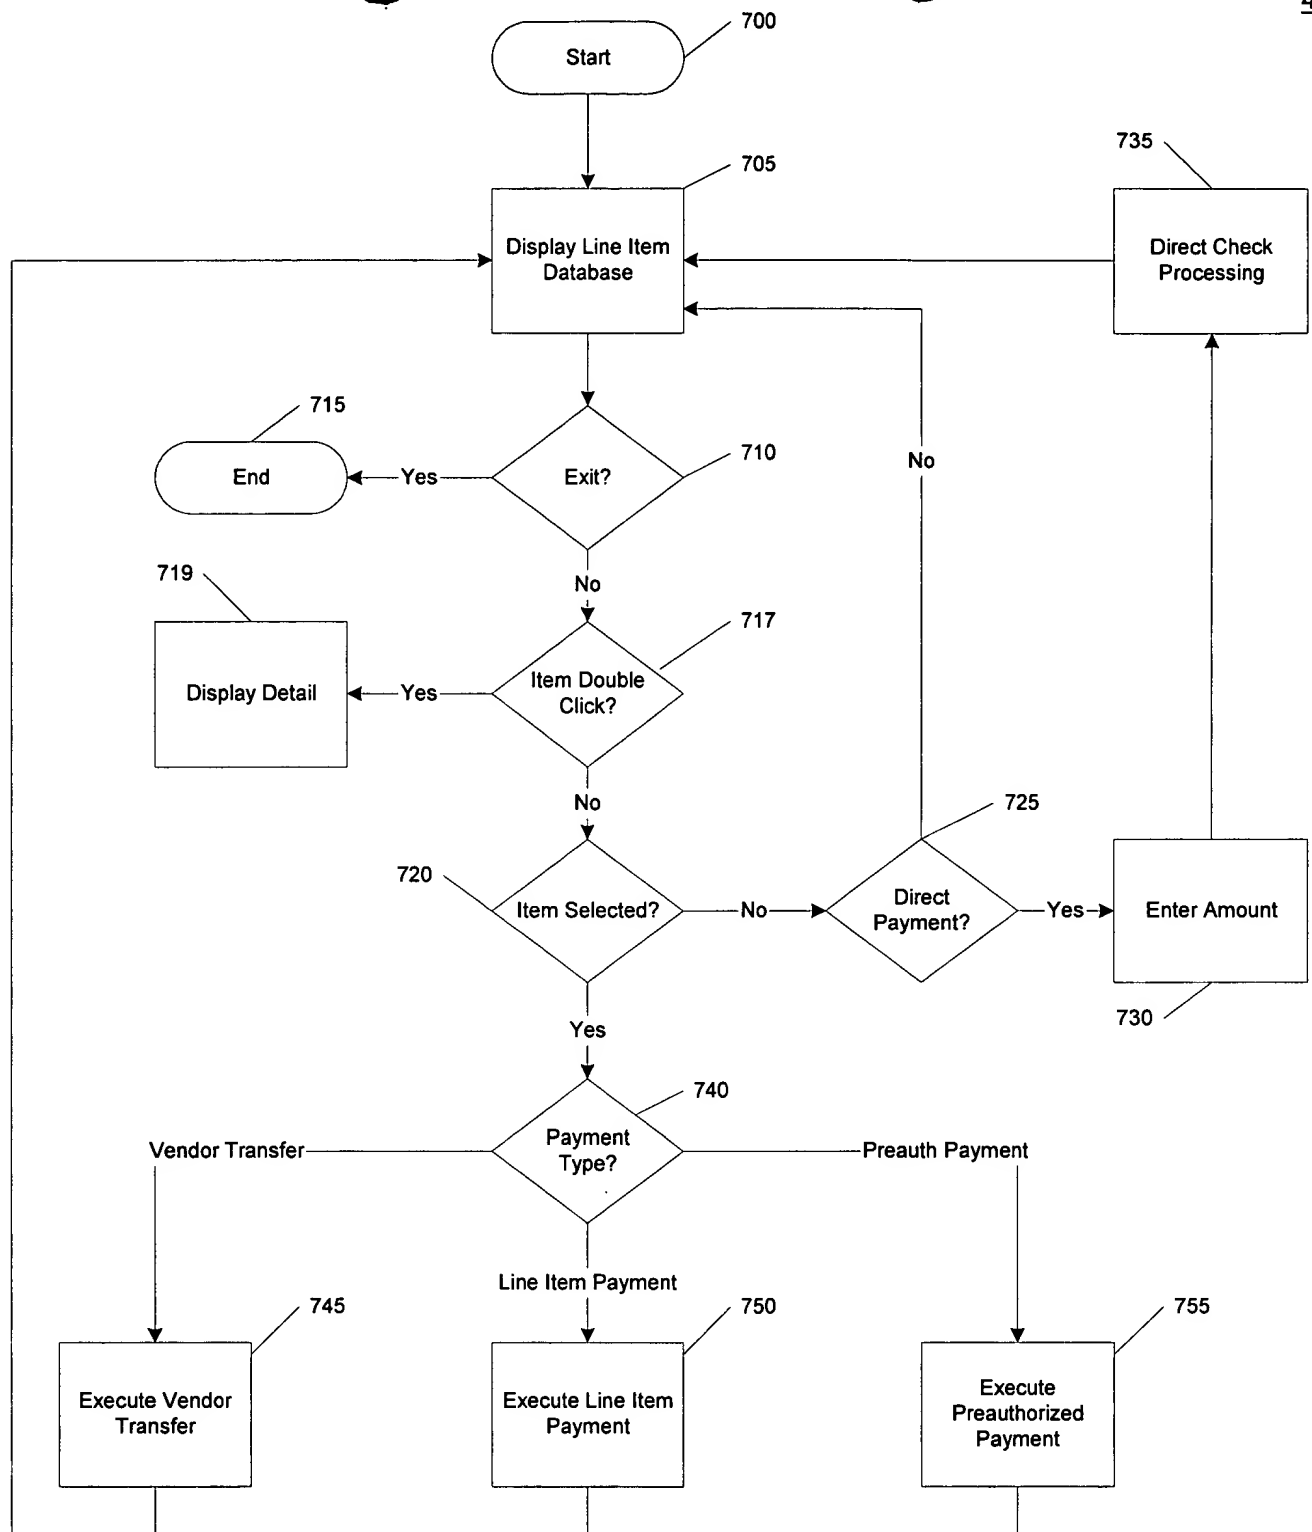 700
Start
735
705
Display Line Item
Database
Direct Check
Processing
715
710
End
Yes
Exit?
No
No
719
717
Display Detail
Yes
Item Double
Click?
No
725
720
Item Selected?
No
Direct
Payment?
Yes
Enter Amount
730
Yes
740
Vendor Transfer
Payment
Type?
Preauth Payment
Line Item Payment
745
750
755
Execute Vendor
Transfer
Execute Line Item
Payment
Execute
Preauthorized
Payment